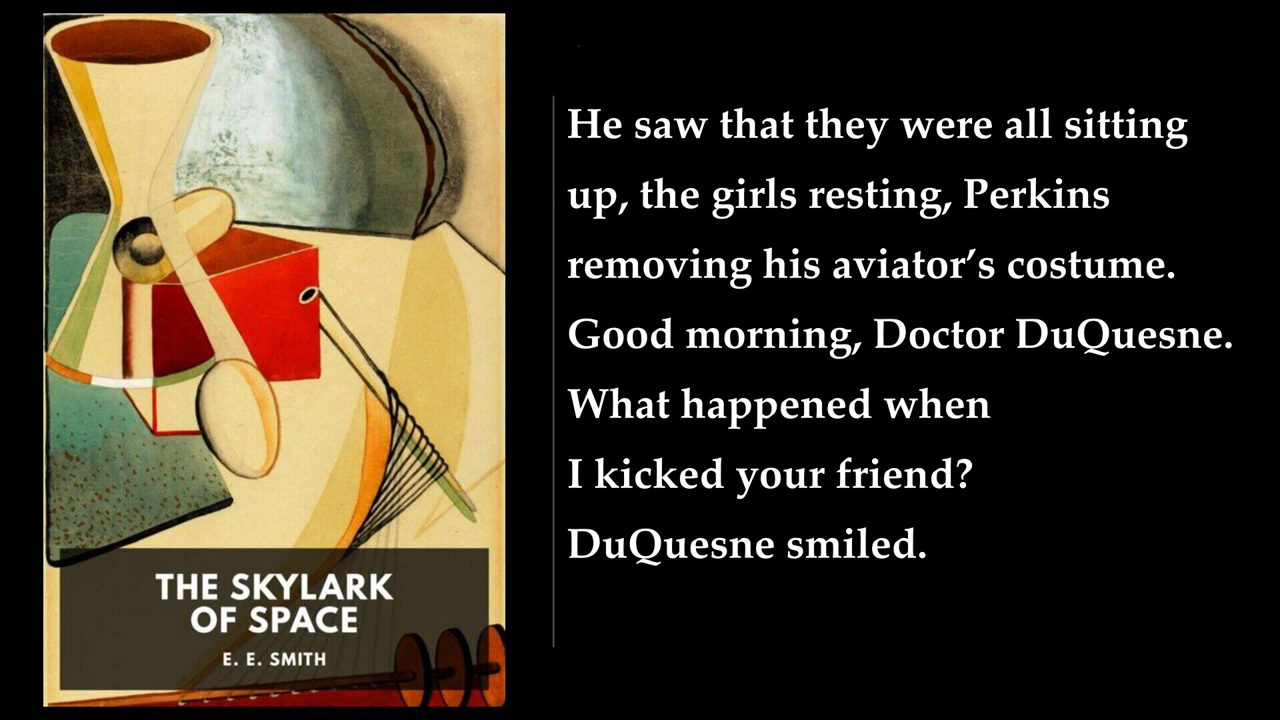 THE SKYLARK
OF SPACE
E. E. SMITH
He saw that they were all sitting
up, the girls resting, Perkins
removing his aviator’s costume.
Good morning, Doctor DuQuesne.
What happened when
I kicked your friend?
DuQuesne smiled.